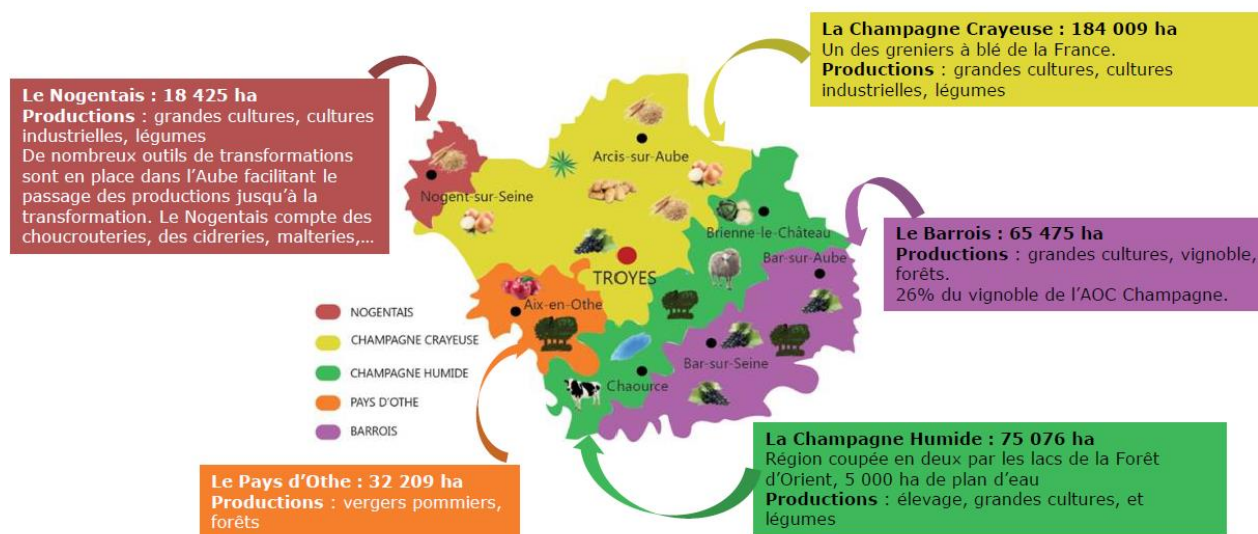 La Champagne Crayeuse : 184 009 ha
Un des greniers à blé de la France.
Productions : grandes cultures, cultures
industrielles, légumes
Le Nogentais : 18 425 ha
Productions : grandes cultures, cultures
industrielles, légumes
De nombreux outils de transformations
sont en place dans l’Aube facilitant le
passage des productions jusqu’à la
transformation. Le Nogentais compte des
choucrouteries, des cidreries, malteries,...
Arcis-sur-Aube
Nogent-sur-Seine
Brienne-le-Château
Bar-sur-Aube
TROYES
Aix-en-Othe
Bar-sur-Seine
Chaource
Le Barrois : 65 475 ha
Productions : grandes cultures, vignoble,
forêts.
26% du vignoble de l’AOC Champagne.
NOGENTAIS
CHAMPAGNE CRAYEUSE
CHAMPAGNE HUMIDE
PAYS D'OTHE
BARROIS
Le Pays d’Othe : 32 209 ha
Productions : vergers pommiers,
forêts
La Champagne Humide : 75 076 ha
Région coupée en deux par les lacs de la Forêt
d’Orient, 5 000 ha de plan d’eau
Productions : élevage, grandes cultures, et
légumes